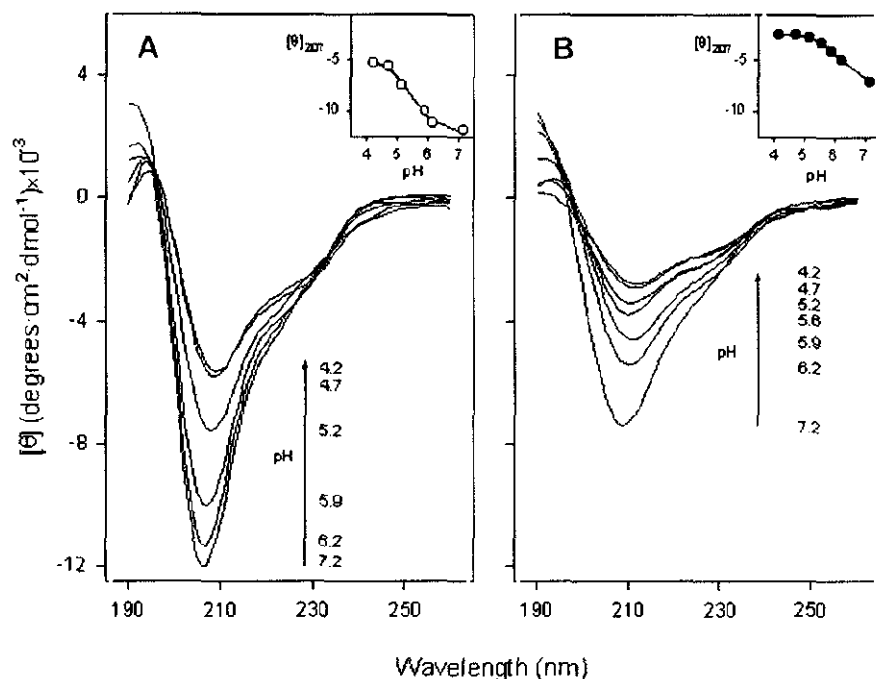 A
B
[θ]207
-5
-10
4 5 6 7
pH
[θ]207
-5
-10
4 5 6 7
pH
[θ] (degrees·cm²·dmol⁻¹)x10⁻³
4
0
-4
-8
-12
pH
4.2
4.7
5.2
5.9
6.2
7.2
pH
4.2
4.7
5.2
5.6
5.9
6.2
7.2
190 210 230 250
190 210 230 250
Wavelength (nm)